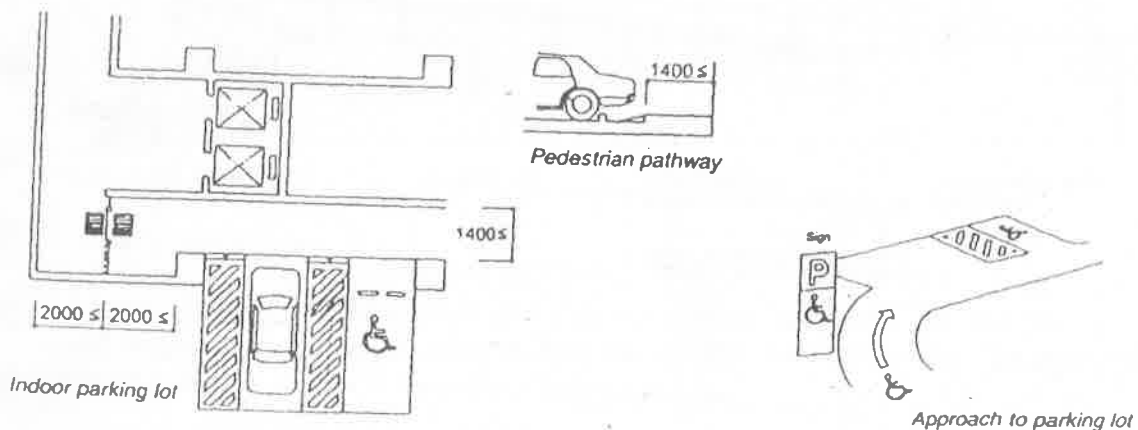 1400 ≤
Pedestrian pathway
1400 ≤
Sign
P
2000 ≤ 2000 ≤
Indoor parking lot
Approach to parking lot